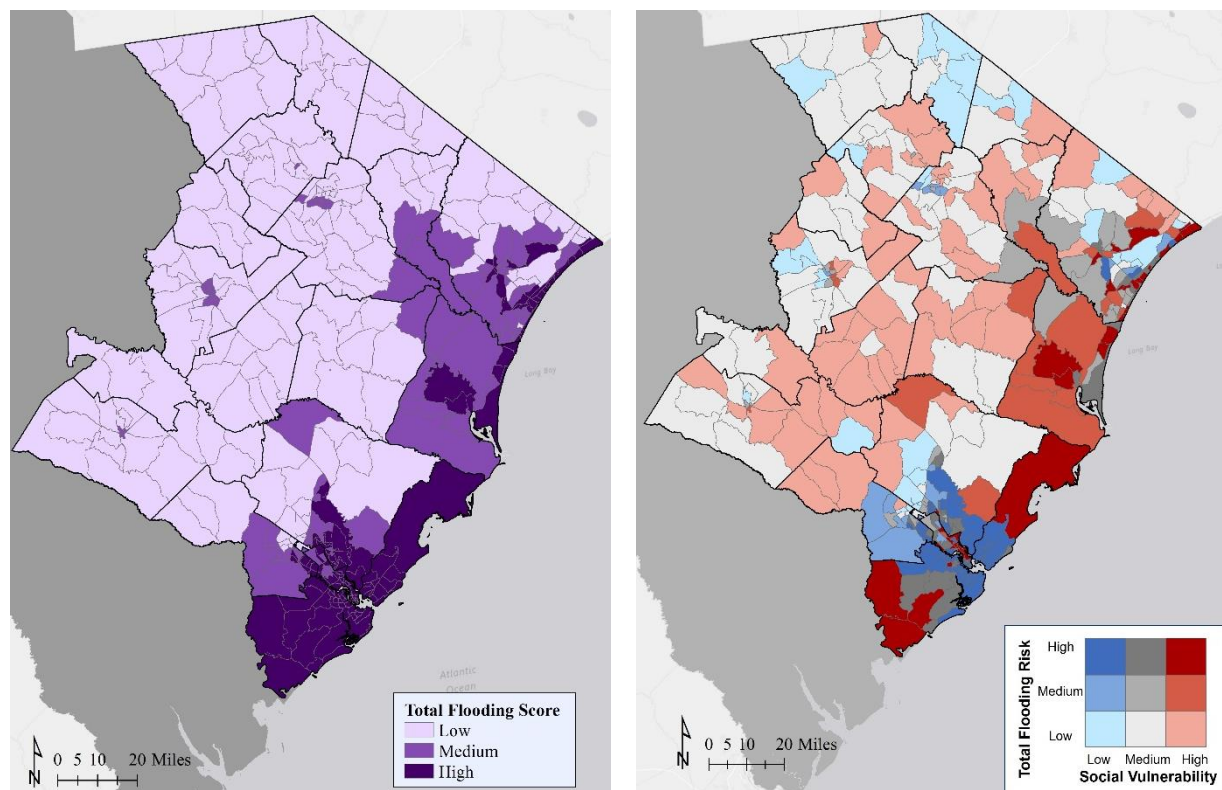 Long Bay
Atlantic
Ocean
Total Flooding Score
Low
Medium
High
N
0 5 10 20 Miles
Long Bay
N
0 5 10 20 Miles
Total Flooding Risk
High
Medium
Low
Low Medium High
Social Vulnerability